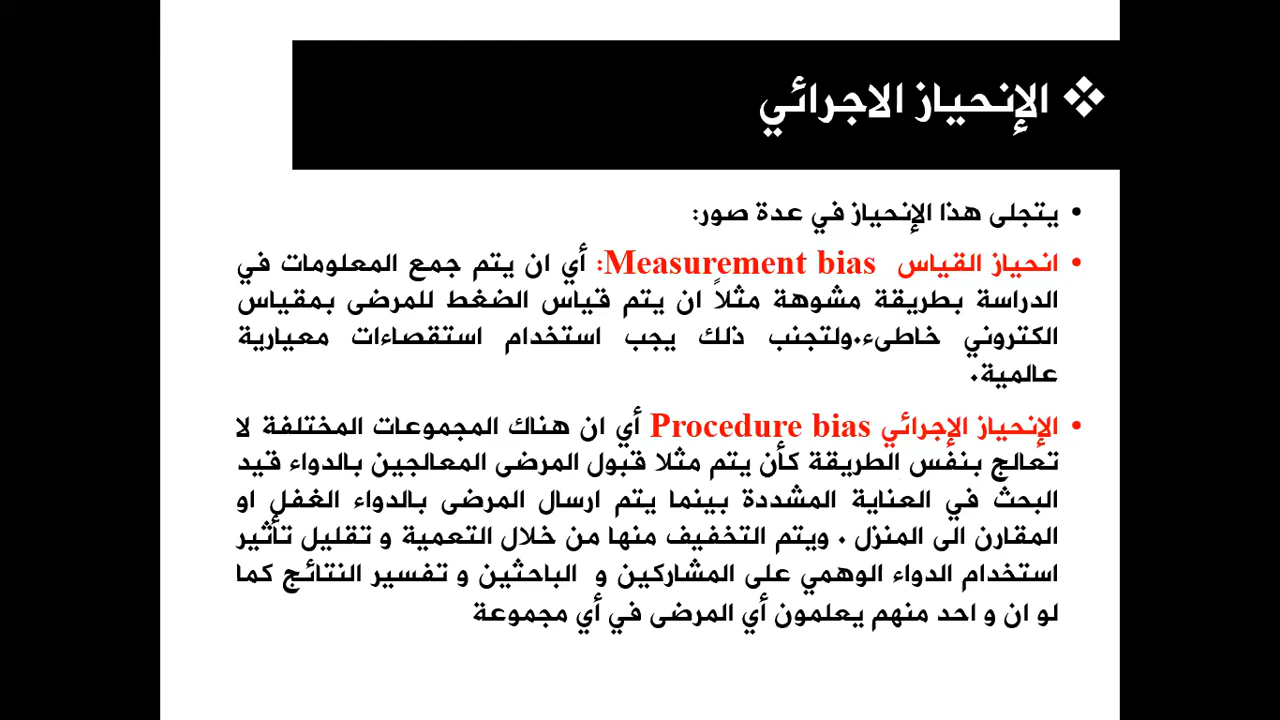 ❖ الإنحياز الاجرائي
• يتجلى هذا الإنحياز في عدة صور:
• انحياز القياس Measurement bias: أي ان يتم جمع المعلومات في
الدراسة بطريقة مشوهة مثلاً ان يتم قياس الضغط للمرضى بمقياس
الكتروني خاطىء.ولتجنب ذلك يجب استخدام استقصاءات معيارية
عالمية.
• الإنحياز الإجرائي Procedure bias أي ان هناك المجموعات المختلفة لا
تعالج بنفس الطريقة كأن يتم مثلا قبول المرضى المعالجين بالدواء قيد
البحث في العناية المشددة بينما يتم ارسال المرضى بالدواء الغفل او
المقارن الى المنزل . ويتم التخفيف منها من خلال التعمية و تقليل تأثير
استخدام الدواء الوهمي على المشاركين و الباحثين و تفسير النتائج كما
لو ان و احد منهم يعلمون أي المرضى في أي مجموعة